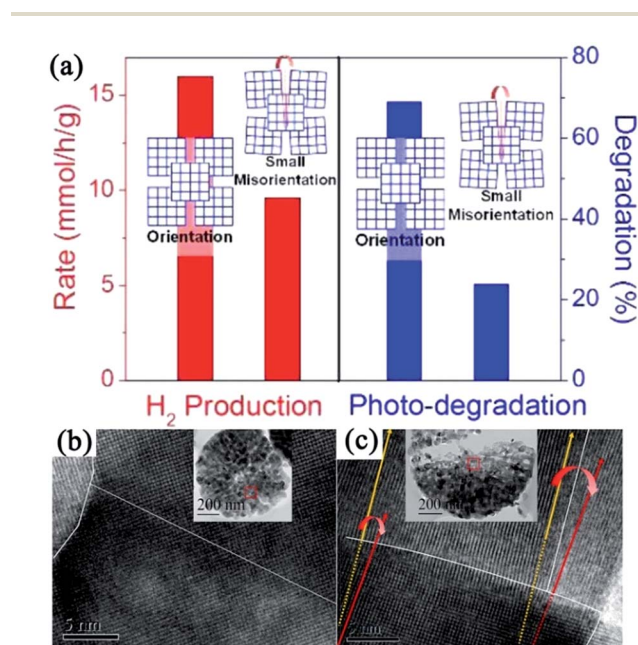 (a)
Rate (mmol/h/g)
15
10
5
0
Orientation
Small
Misorientation
Orientation
Small
Misorientation
80
60
40
20
0
Degradation (%)
H₂ Production
Photo-degradation
(b)
200 nm
5 nm
(c)
200 nm